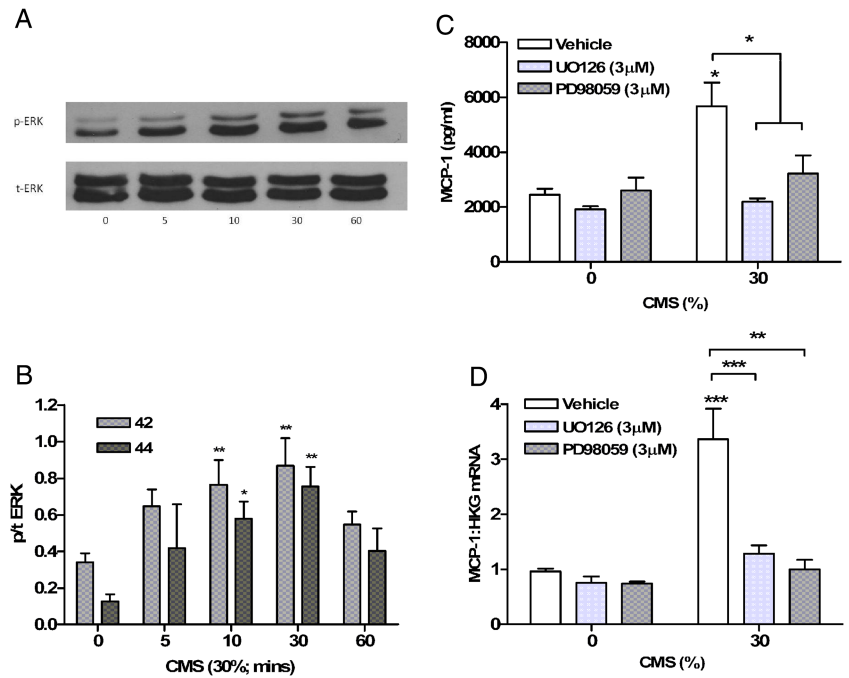 A
p-ERK
t-ERK
0 5 10 30 60
B
p/t ERK
1.2
1.0
0.8
0.6
0.4
0.2
0.0
42
44
** * ** **
0 5 10 30 60
CMS (30%; mins)
C
MCP-1 (pg/ml)
8000
6000
4000
2000
0
Vehicle
UO126 (3μM)
PD98059 (3μM)
*
*
0 30
CMS (%)
D
MCP-1:HKG mRNA
4
3
2
1
0
Vehicle
UO126 (3μM)
PD98059 (3μM)
**
***
***
0 30
CMS (%)